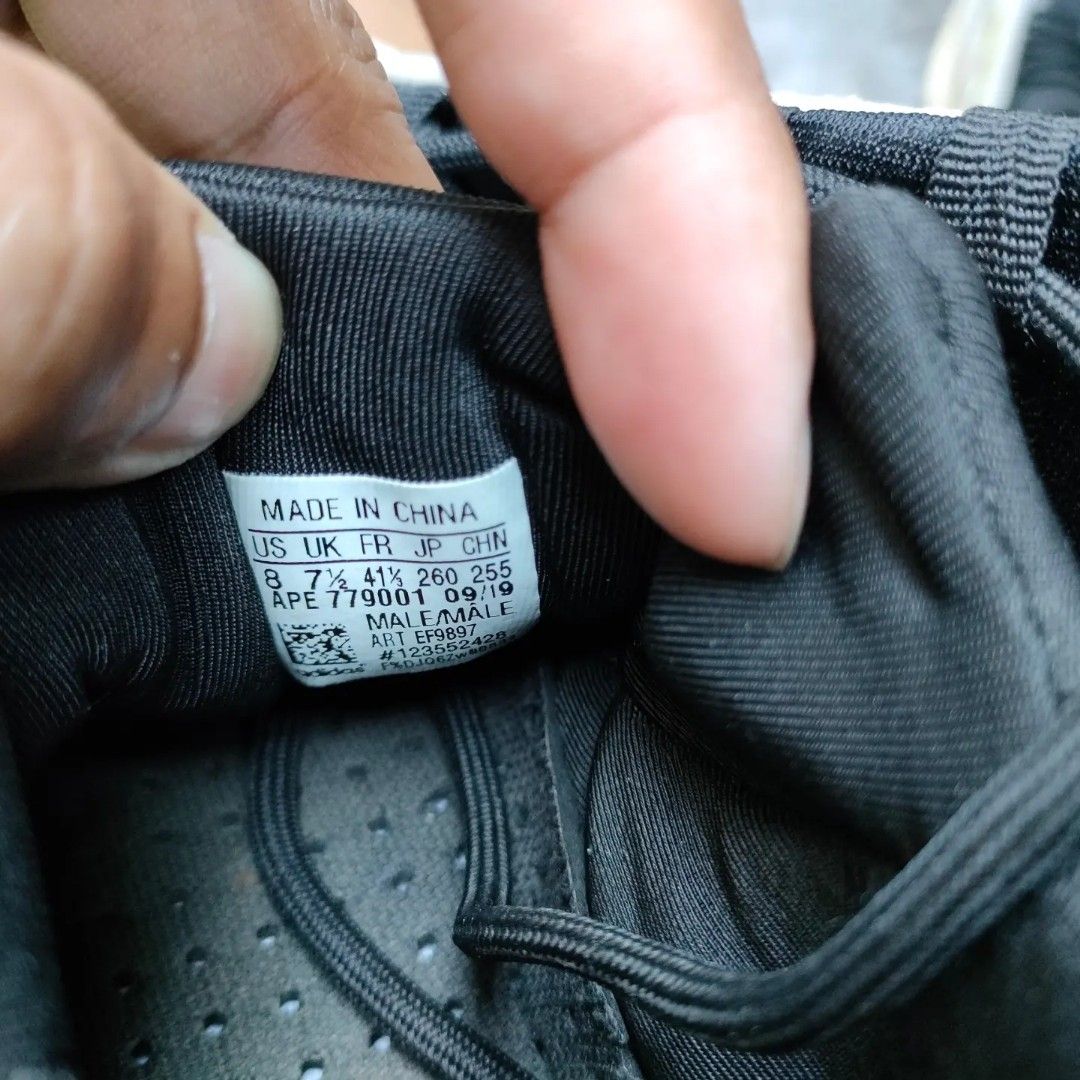 MADE IN CHINA
US UK FR JP CHN
8 7½ 41⅓ 260 255
APE 779001 09/19
MALE/MÂLE
ART EF9897
#123552428